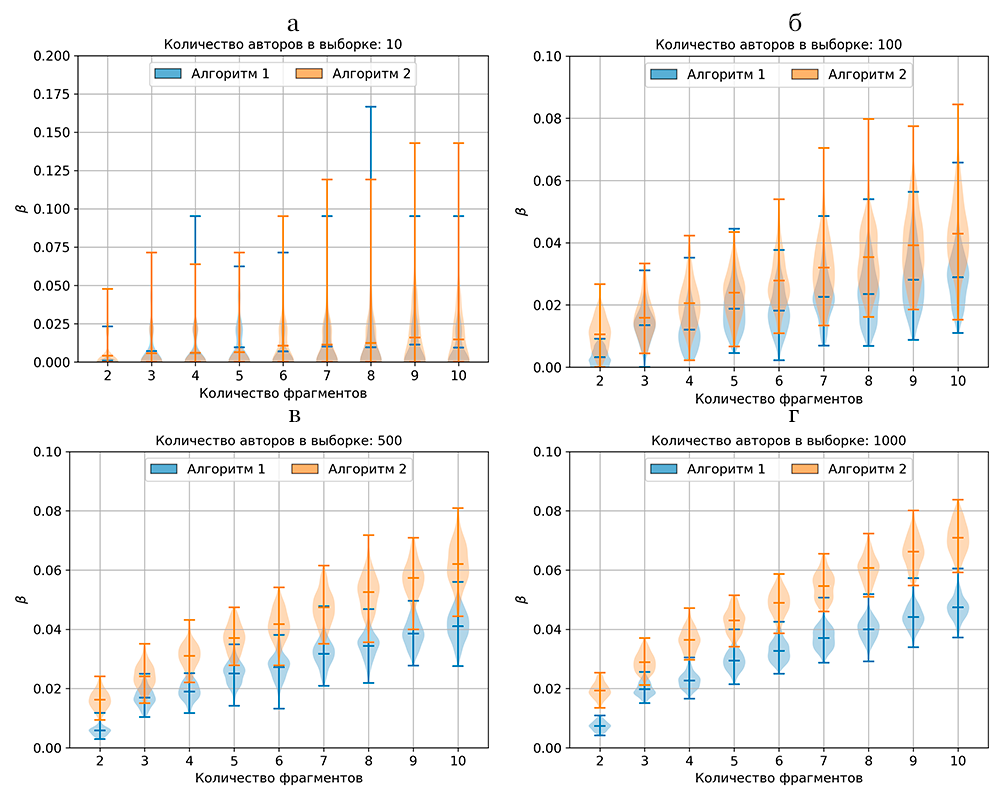 а
Количество авторов в выборке: 10
Алгоритм 1 Алгоритм 2
0.200
0.175
0.150
0.125
0.100
0.075
0.050
0.025
0.000
β
2 3 4 5 6 7 8 9 10
Количество фрагментов
б
Количество авторов в выборке: 100
Алгоритм 1 Алгоритм 2
0.10
0.08
0.06
0.04
0.02
0.00
β
2 3 4 5 6 7 8 9 10
Количество фрагментов
в
Количество авторов в выборке: 500
Алгоритм 1 Алгоритм 2
0.10
0.08
0.06
0.04
0.02
0.00
β
2 3 4 5 6 7 8 9 10
Количество фрагментов
г
Количество авторов в выборке: 1000
Алгоритм 1 Алгоритм 2
0.10
0.08
0.06
0.04
0.02
0.00
β
2 3 4 5 6 7 8 9 10
Количество фрагментов